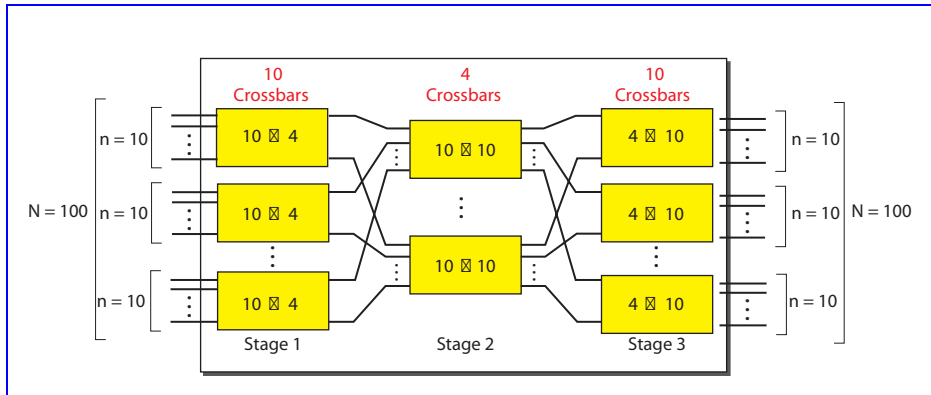 10 4 10
Crossbars Crossbars Crossbars
n = 10 10 ☒ 4 4 ☒ 10 n = 10
10 ☒ 10
N = 100 n = 10 10 ☒ 4 4 ☒ 10 n = 10 N = 100
10 ☒ 10
n = 10 10 ☒ 4 4 ☒ 10 n = 10
Stage 1 Stage 2 Stage 3